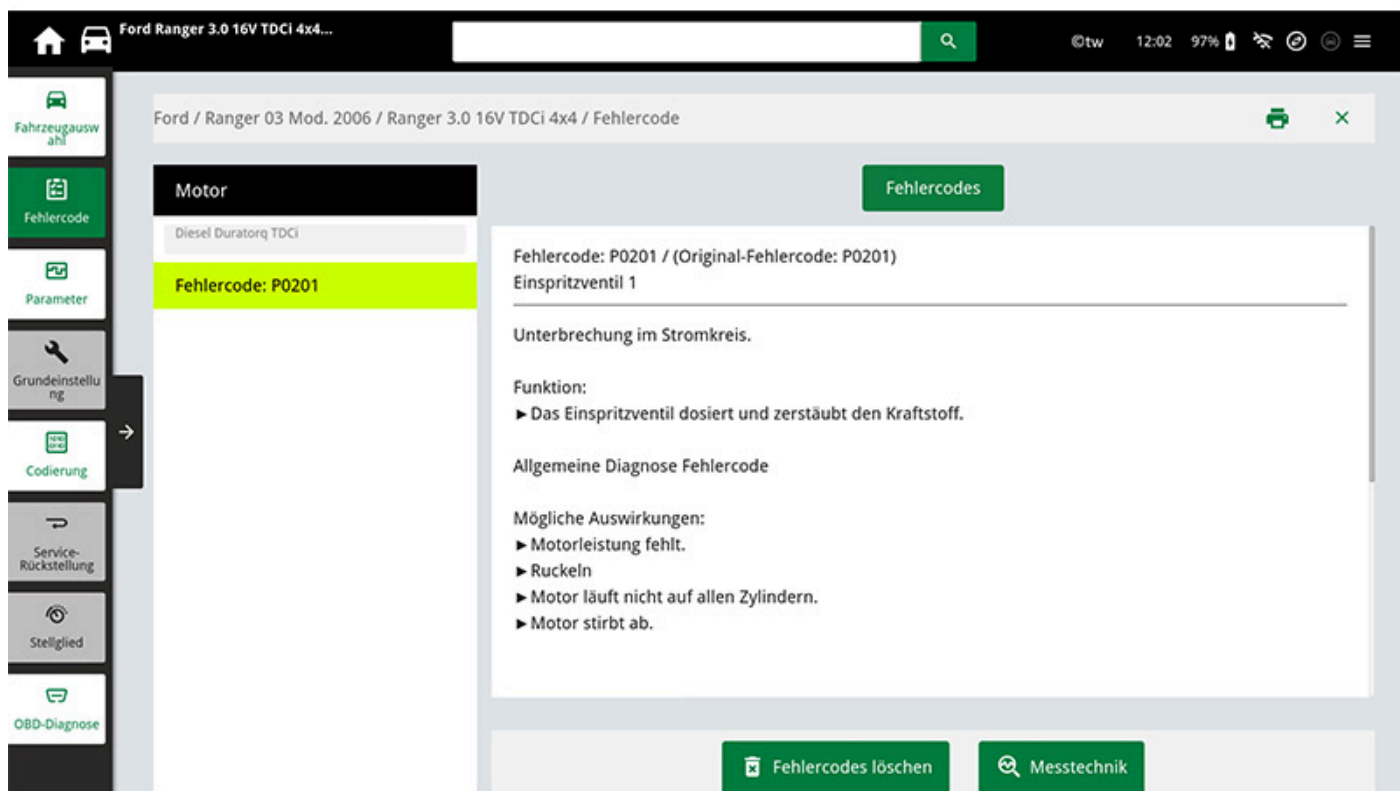 Ford Ranger 3.0 16V TDCi 4x4...
©tw 12:02 97%
Fahrzeugausw
ahl
Fehlercode
Parameter
Grundeinstellu
ng
Codierung
Service-
Rückstellung
Stellglied
OBD-Diagnose
Ford / Ranger 03 Mod. 2006 / Ranger 3.0 16V TDCi 4x4 / Fehlercode
Motor
Diesel Duratorq TDCi
Fehlercode: P0201
Fehlercodes
Fehlercode: P0201 / (Original-Fehlercode: P0201)
Einspritzventil 1
Unterbrechung im Stromkreis.
Funktion:
►Das Einspritzventil dosiert und zerstäubt den Kraftstoff.
Allgemeine Diagnose Fehlercode
Mögliche Auswirkungen:
►Motorleistung fehlt.
►Ruckeln
►Motor läuft nicht auf allen Zylindern.
►Motor stirbt ab.
Fehlercodes löschen
Messtechnik